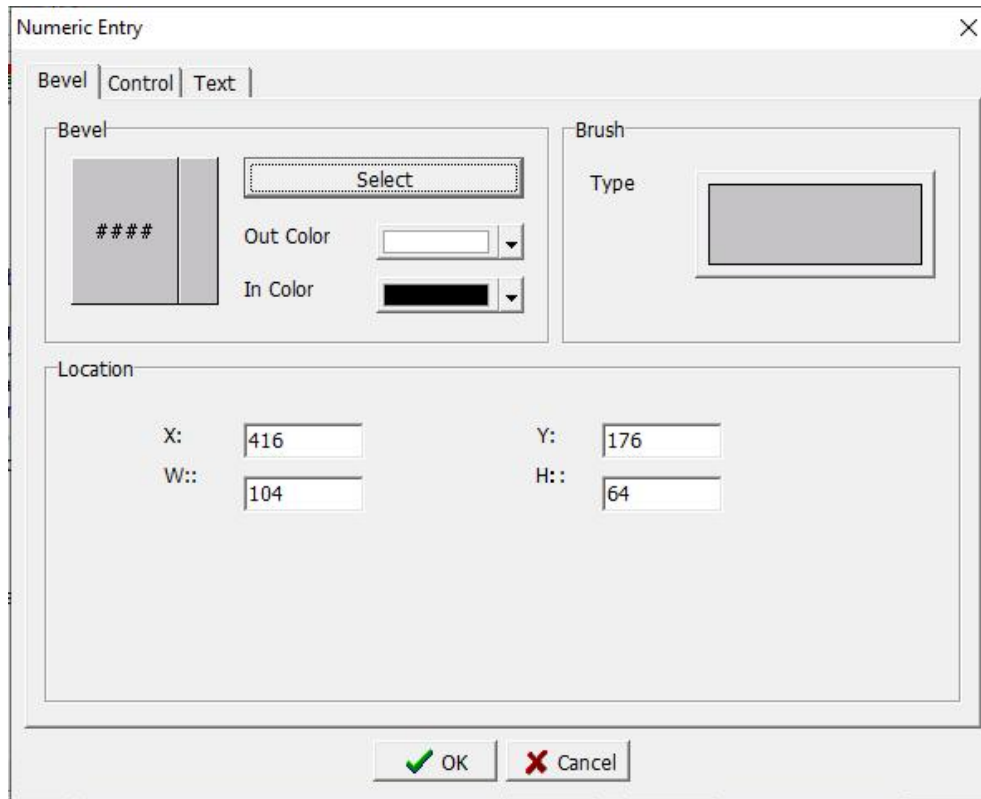 Numeric Entry
Bevel Control Text
Bevel
####
Select
Out Color
In Color
Brush
Type
Location
X: 416 Y: 176
W:: 104 H:: 64
OK Cancel